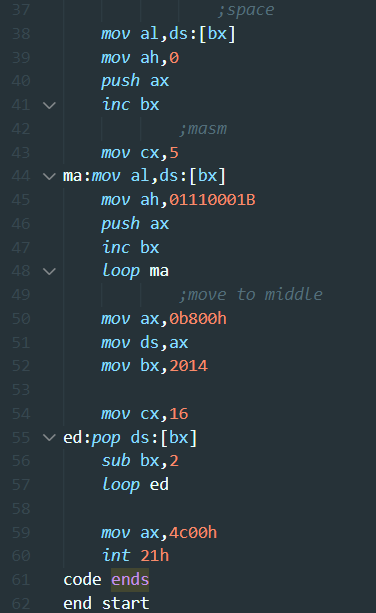 37 ;space
38 mov al,ds:[bx]
39 mov ah,0
40 push ax
41 inc bx
42 ;masm
43 mov cx,5
44 ma:mov al,ds:[bx]
45 mov ah,01110001B
46 push ax
47 inc bx
48 loop ma
49 ;move to middle
50 mov ax,0b800h
51 mov ds,ax
52 mov bx,2014
53
54 mov cx,16
55 ed:pop ds:[bx]
56 sub bx,2
57 loop ed
58
59 mov ax,4c00h
60 int 21h
61 code ends
62 end start